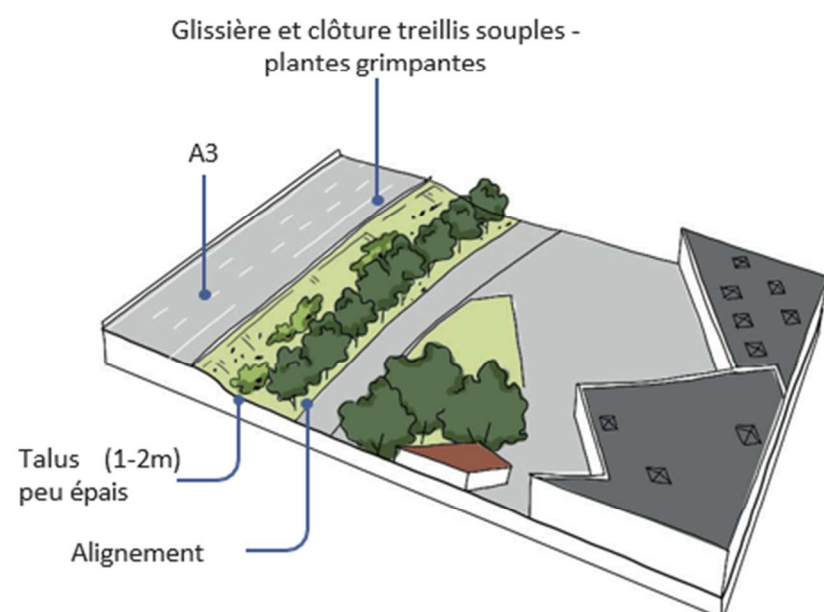 Glissière et clôture treillis souples -
plantes grimpantes
A3
Talus (1-2m)
peu épais
Alignement